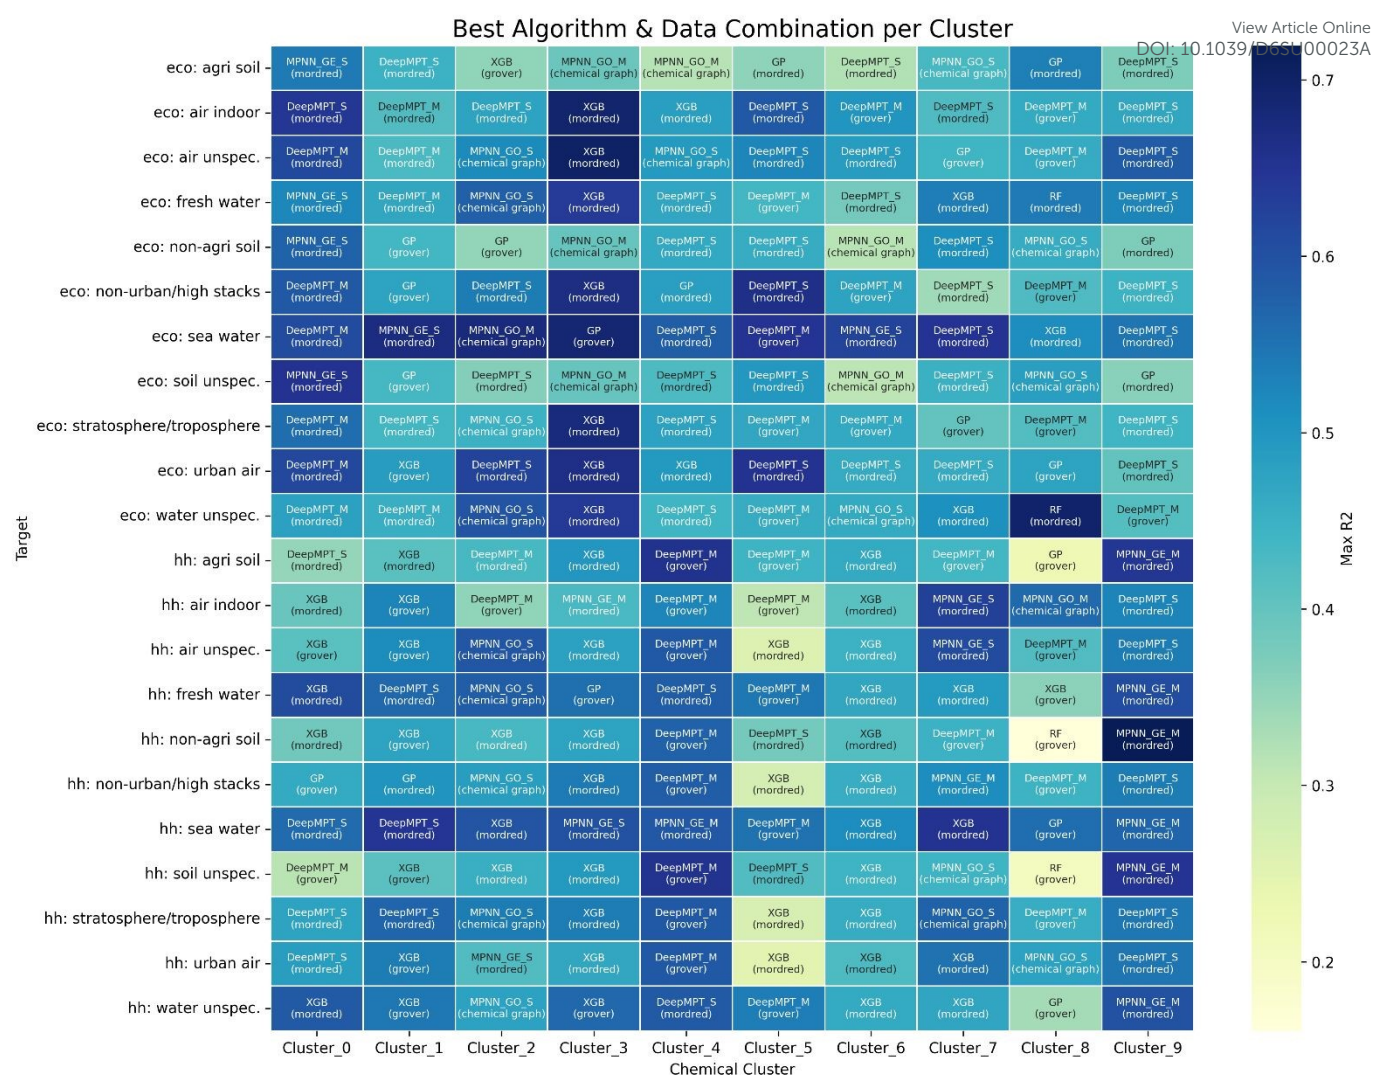 Best Algorithm & Data Combination per Cluster
View Article Online
DOI: 10.1039/D6SU00023A
eco: agri soil
MPNN_GE_S (mordred) DeepMPT_S (mordred) XGB (grover) MPNN_GO_M (chemical graph) MPNN_GO_M (chemical graph) GP (mordred) DeepMPT_S (mordred) MPNN_GO_S (chemical graph) GP (mordred) DeepMPT_S (mordred)
eco: air indoor
DeepMPT_S (mordred) DeepMPT_M (mordred) DeepMPT_S (mordred) XGB (mordred) XGB (mordred) DeepMPT_S (mordred) DeepMPT_M (grover) DeepMPT_S (mordred) DeepMPT_M (grover) DeepMPT_S (mordred)
eco: air unspec.
DeepMPT_M (mordred) DeepMPT_M (mordred) MPNN_GO_S (chemical graph) XGB (mordred) MPNN_GO_S (chemical graph) DeepMPT_S (mordred) DeepMPT_S (mordred) GP (grover) DeepMPT_M (grover) DeepMPT_S (mordred)
eco: fresh water
MPNN_GE_S (mordred) DeepMPT_M (mordred) MPNN_GO_S (chemical graph) XGB (mordred) DeepMPT_S (mordred) DeepMPT_M (grover) DeepMPT_S (mordred) XGB (mordred) RF (mordred) DeepMPT_S (mordred)
eco: non-agri soil
MPNN_GE_S (mordred) GP (grover) GP (grover) MPNN_GO_M (chemical graph) DeepMPT_S (mordred) DeepMPT_S (mordred) MPNN_GO_M (chemical graph) DeepMPT_S (mordred) MPNN_GO_S (chemical graph) GP (mordred)
eco: non-urban/high stacks
DeepMPT_M (mordred) GP (grover) DeepMPT_S (mordred) XGB (mordred) GP (mordred) DeepMPT_S (mordred) DeepMPT_M (grover) DeepMPT_S (mordred) DeepMPT_M (grover) DeepMPT_S (mordred)
eco: sea water
DeepMPT_M (mordred) MPNN_GE_S (mordred) MPNN_GO_M (chemical graph) GP (grover) DeepMPT_S (mordred) DeepMPT_M (grover) MPNN_GE_S (mordred) DeepMPT_S (mordred) XGB (mordred) DeepMPT_S (mordred)
eco: soil unspec.
MPNN_GE_S (mordred) GP (grover) DeepMPT_S (mordred) MPNN_GO_M (chemical graph) DeepMPT_S (mordred) DeepMPT_S (mordred) MPNN_GO_M (chemical graph) DeepMPT_S (mordred) MPNN_GO_S (chemical graph) GP (mordred)
eco: stratosphere/troposphere
DeepMPT_M (mordred) DeepMPT_S (mordred) MPNN_GO_S (chemical graph) XGB (mordred) DeepMPT_S (mordred) DeepMPT_M (grover) DeepMPT_M (grover) GP (grover) DeepMPT_M (grover) DeepMPT_S (mordred)
eco: urban air
DeepMPT_M (mordred) XGB (grover) DeepMPT_S (mordred) XGB (mordred) XGB (mordred) DeepMPT_S (mordred) DeepMPT_S (mordred) DeepMPT_S (mordred) GP (grover) DeepMPT_S (mordred)
eco: water unspec.
DeepMPT_M (mordred) DeepMPT_M (mordred) MPNN_GO_S (chemical graph) XGB (mordred) DeepMPT_S (mordred) DeepMPT_M (grover) MPNN_GO_S (chemical graph) XGB (mordred) RF (mordred) DeepMPT_M (grover)
hh: agri soil
DeepMPT_S (mordred) XGB (mordred) DeepMPT_M (mordred) XGB (mordred) DeepMPT_M (grover) DeepMPT_M (grover) XGB (mordred) DeepMPT_M (grover) GP (grover) MPNN_GE_M (mordred)
hh: air indoor
XGB (mordred) XGB (grover) DeepMPT_M (grover) MPNN_GE_M (mordred) DeepMPT_M (grover) DeepMPT_M (grover) XGB (mordred) MPNN_GE_S (mordred) MPNN_GO_M (chemical graph) DeepMPT_S (mordred)
hh: air unspec.
XGB (grover) XGB (grover) MPNN_GO_S (chemical graph) XGB (mordred) DeepMPT_M (grover) XGB (mordred) XGB (mordred) MPNN_GE_S (mordred) DeepMPT_M (grover) DeepMPT_S (mordred)
hh: fresh water
XGB (mordred) DeepMPT_S (mordred) MPNN_GO_S (chemical graph) GP (grover) DeepMPT_S (mordred) DeepMPT_M (grover) XGB (mordred) XGB (mordred) XGB (grover) MPNN_GE_M (mordred)
hh: non-agri soil
XGB (mordred) XGB (grover) XGB (mordred) XGB (mordred) DeepMPT_M (grover) DeepMPT_S (mordred) XGB (mordred) DeepMPT_M (grover) RF (grover) MPNN_GE_M (mordred)
hh: non-urban/high stacks
GP (grover) GP (mordred) MPNN_GO_S (chemical graph) XGB (mordred) DeepMPT_M (grover) XGB (mordred) XGB (mordred) MPNN_GE_M (mordred) DeepMPT_M (grover) DeepMPT_S (mordred)
hh: sea water
DeepMPT_S (mordred) DeepMPT_S (mordred) XGB (mordred) MPNN_GE_S (mordred) MPNN_GE_M (mordred) DeepMPT_M (grover) XGB (mordred) XGB (mordred) GP (grover) MPNN_GE_M (mordred)
hh: soil unspec.
DeepMPT_M (grover) XGB (grover) XGB (mordred) XGB (mordred) DeepMPT_M (grover) DeepMPT_S (mordred) XGB (mordred) MPNN_GO_S (chemical graph) RF (grover) MPNN_GE_M (mordred)
hh: stratosphere/troposphere
DeepMPT_S (mordred) DeepMPT_S (mordred) MPNN_GO_S (chemical graph) XGB (mordred) DeepMPT_M (grover) XGB (mordred) XGB (mordred) MPNN_GO_S (chemical graph) DeepMPT_M (grover) DeepMPT_S (mordred)
hh: urban air
DeepMPT_S (mordred) XGB (grover) MPNN_GE_S (mordred) XGB (mordred) DeepMPT_M (grover) XGB (mordred) XGB (mordred) XGB (mordred) MPNN_GO_S (chemical graph) DeepMPT_S (mordred)
hh: water unspec.
XGB (mordred) XGB (grover) MPNN_GO_S (chemical graph) XGB (grover) DeepMPT_S (mordred) DeepMPT_M (grover) XGB (mordred) XGB (mordred) GP (grover) MPNN_GE_M (mordred)
Cluster_0 Cluster_1 Cluster_2 Cluster_3 Cluster_4 Cluster_5 Cluster_6 Cluster_7 Cluster_8 Cluster_9
Chemical Cluster
Target
0.7
0.6
0.5
0.4
0.3
0.2
Max R2